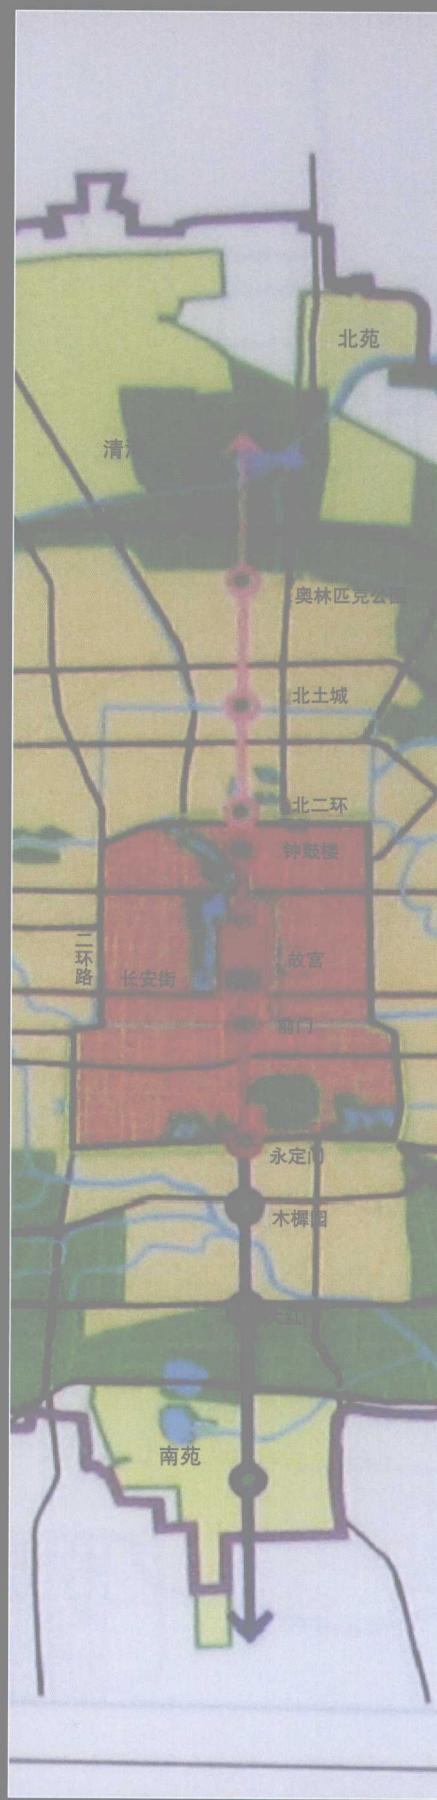 北苑
清
奥林匹克公
北土城
北二环
钟鼓楼
二环路
故宫
长安街
前门
永定门
木樨园
南苑